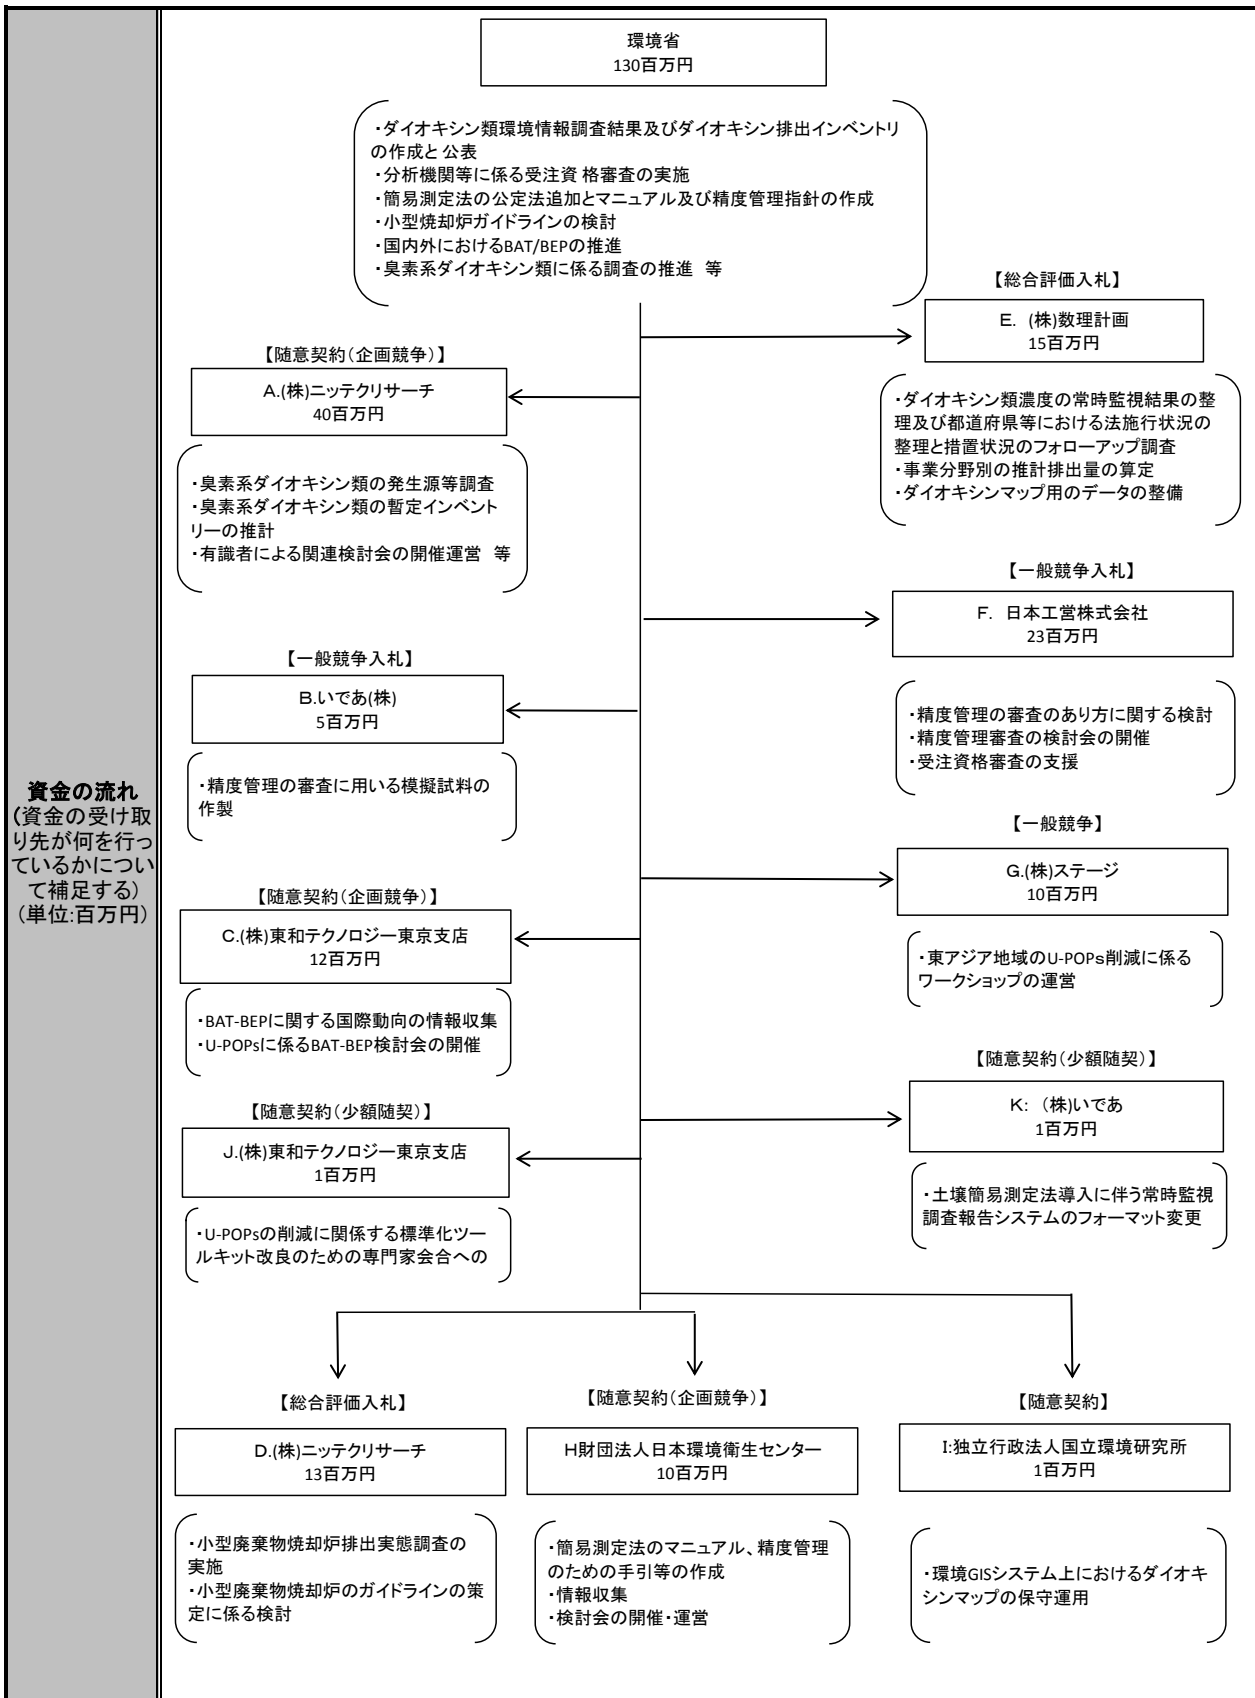 資金の流れ
(資金の受け取
り先が何を行っ
ているかについ
て補足する)
(単位:百万円)
環境省
130百万円
・ダイオキシン類環境情報調査結果及びダイオキシン排出インベントリ
の作成と 公表
・分析機関等に係る受注資 格審査の実施
・簡易測定法の公定法追加とマニュアル及び精度管理指針の作成
・小型焼却炉ガイドラインの検討
・国内外におけるBAT/BEPの推進
・臭素系ダイオキシン類に係る調査の推進 等
【総合評価入札】
E. (株)数理計画
15百万円
・ダイオキシン類濃度の常時監視結果の整
理及び都道府県等における法施行状況の
整理と措置状況のフォローアップ調査
・事業分野別の推計排出量の算定
・ダイオキシンマップ用のデータの整備
【随意契約(企画競争)】
A.(株)ニッテクリサーチ
40百万円
・臭素系ダイオキシン類の発生源等調査
・臭素系ダイオキシン類の暫定インベント
リーの推計
・有識者による関連検討会の開催運営 等
【一般競争入札】
F. 日本工営株式会社
23百万円
・精度管理の審査のあり方に関する検討
・精度管理審査の検討会の開催
・受注資格審査の支援
【一般競争入札】
B.いであ(株)
5百万円
・精度管理の審査に用いる模擬試料の
作製
【一般競争】
G.(株)ステージ
10百万円
・東アジア地域のU-POPs削減に係る
ワークショップの運営
【随意契約(企画競争)】
C.(株)東和テクノロジー東京支店
12百万円
・BAT-BEPに関する国際動向の情報収集
・U-POPsに係るBAT-BEP検討会の開催
【随意契約(少額随契)】
K: (株)いであ
1百万円
・土壌簡易測定法導入に伴う常時監視
調査報告システムのフォーマット変更
【随意契約(少額随契)】
J.(株)東和テクノロジー東京支店
1百万円
・U-POPsの削減に関係する標準化ツー
ルキット改良のための専門家会合への
【総合評価入札】
D.(株)ニッテクリサーチ
13百万円
・小型廃棄物焼却炉排出実態調査の
実施
・小型廃棄物焼却炉のガイドラインの策
定に係る検討
【随意契約(企画競争)】
H財団法人日本環境衛生センター
10百万円
・簡易測定法のマニュアル、精度管理
のための手引等の作成
・情報収集
・検討会の開催・運営
【随意契約】
I:独立行政法人国立環境研究所
1百万円
・環境GISシステム上におけるダイオキ
シンマップの保守運用